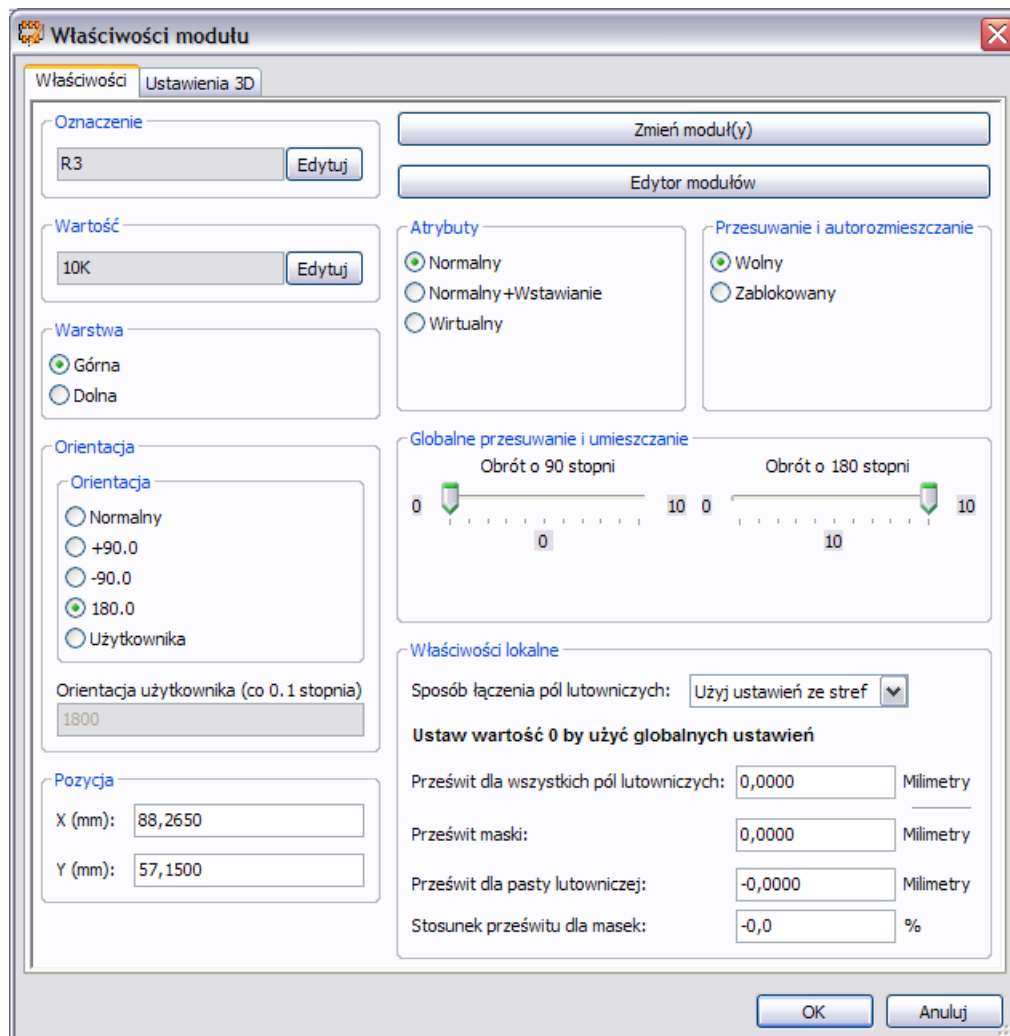 Właściwości modułu
Właściwości
Ustawienia 3D
Oznaczenie
R3
Edytuj
Wartość
10K
Edytuj
Warstwa
Górna
Dolna
Orientacja
Orientacja
Normalny
+90.0
-90.0
180.0
Użytkownika
Orientacja użytkownika (co 0.1 stopnia)
1800
Pozycja
X (mm):
88,2650
Y (mm):
57,1500
Zmień moduł(y)
Edytor modułów
Atrybuty
Normalny
Normalny+Wstawianie
Wirtualny
Przesuwanie i autorozmieszczanie
Wolny
Zablokowany
Globalne przesuwanie i umieszczanie
Obrót o 90 stopni
0
10
0
Obrót o 180 stopni
0
10
10
Właściwości lokalne
Sposób łączenia pól lutowniczych:
Użyj ustawień ze stref
Ustaw wartość 0 by użyć globalnych ustawień
Prześwit dla wszystkich pól lutowniczych:
0,0000
Milimetry
Prześwit maski:
0,0000
Milimetry
Prześwit dla pasty lutowniczej:
-0,0000
Milimetry
Stosunek prześwitu dla masek:
-0,0
%
OK
Anuluj